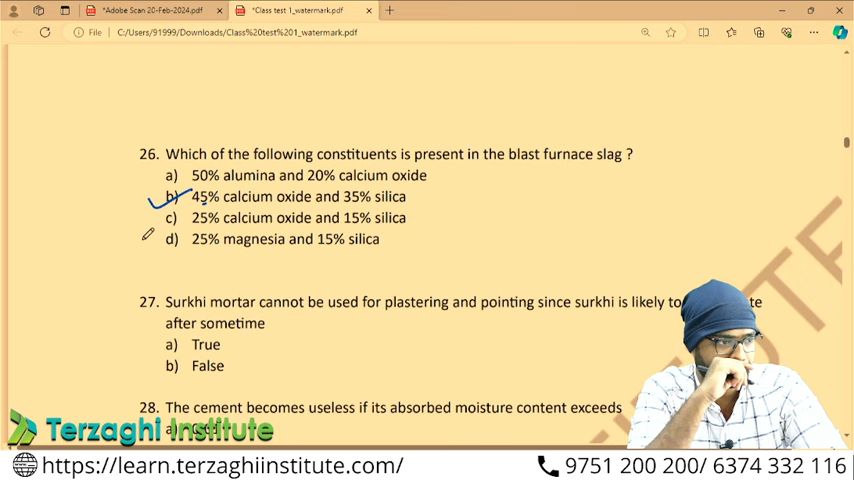 *Adobe Scan 20-Feb-2024.pdf
*Class test 1_watermark.pdf
File
C:/Users/91999/Downloads/Class%20test%201_watermark.pdf
26. Which of the following constituents is present in the blast furnace slag ?
a) 50% alumina and 20% calcium oxide
b) 45% calcium oxide and 35% silica
c) 25% calcium oxide and 15% silica
d) 25% magnesia and 15% silica
27. Surkhi mortar cannot be used for plastering and pointing since surkhi is likely to
after sometime
a) True
b) False
28. The cement becomes useless if its absorbed moisture content exceeds
Terzaghi Institute
https://learn.terzaghiinstitute.com/
9751 200 200/ 6374 332 116